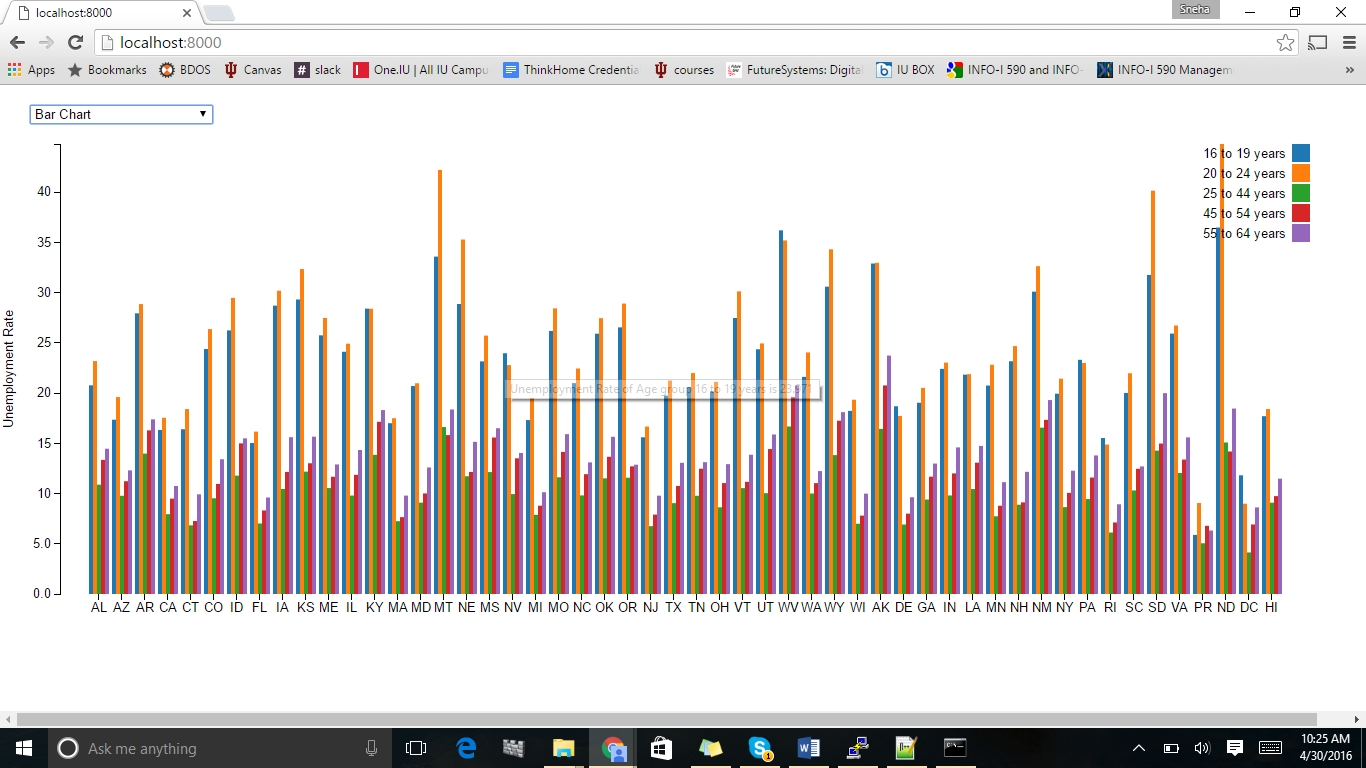 localhost:8000
Sneha
localhost:8000
Apps Bookmarks BDOS Canvas slack One.IU | All IU Campu ThinkHome Credentia courses FutureSystems: Digita IU BOX INFO-I 590 and INFO- INFO-I 590 Managem »
Bar Chart
16 to 19 years
20 to 24 years
25 to 44 years
45 to 54 years
55 to 64 years
Unemployment Rate
40
35
30
25
20
15
10
5.0
0.0
Unemployment Rate of Age group 16 to 19 years is 23.971
AL AZ AR CA CT CO ID FL IA KS ME IL KY MA MD MT NE MS NV MI MO NC OK OR NJ TX TN OH VT UT WV WA WY WI AK DE GA IN LA MN NH NM NY PA RI SC SD VA PR ND DC HI
Ask me anything
10:25 AM
4/30/2016